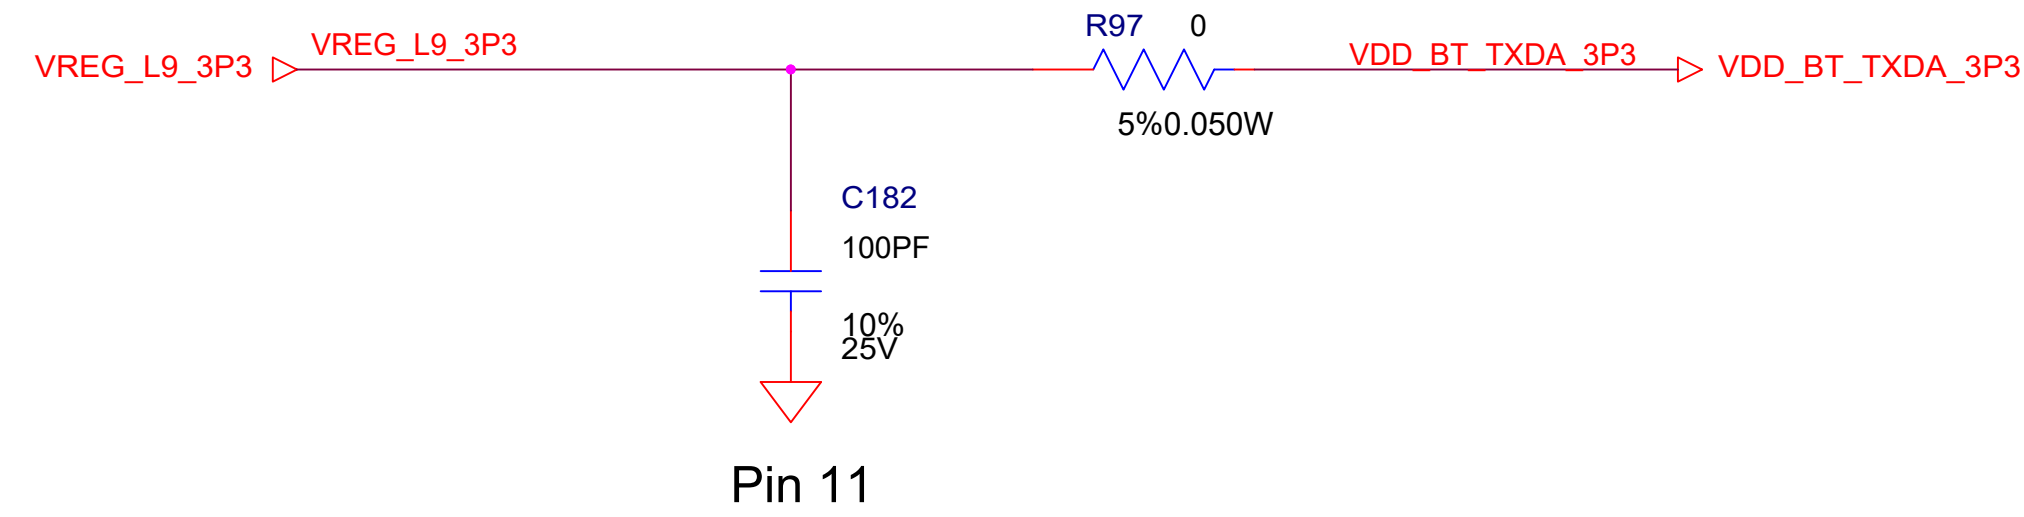 R97 0
VREG_L9_3P3 VREG_L9_3P3 VDD_BT_TXDA_3P3 VDD_BT_TXDA_3P3
5%0.050W
C182
100PF
10%
25V
Pin 11